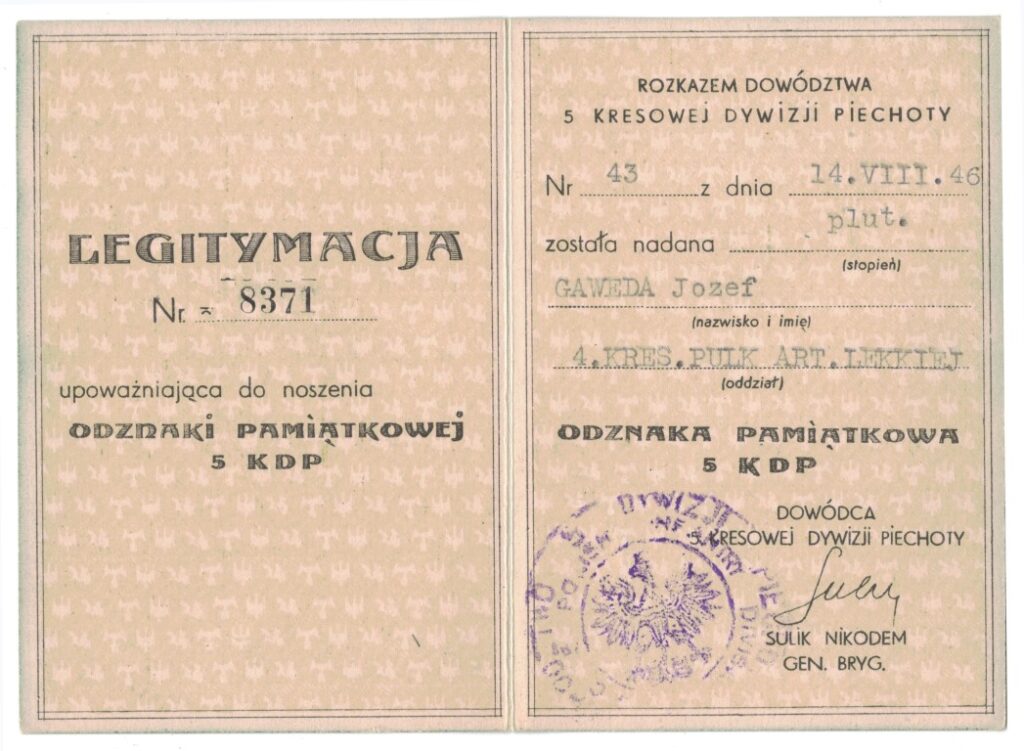 LEGITYMACJA
Nr. 8371
upoważniająca do noszenia
ODZNAKI PAMIĄTKOWEJ
5 KDP
ROZKAZEM DOWÓDZTWA
5 KRESOWEJ DYWIZJI PIECHOTY
Nr 43 z dnia 14.VIII.46
została nadana plut.
(stopień)
GAWEDA Jozef
(nazwisko i imię)
4.KRES.PULK ART.LEKKIEJ
(oddział)
ODZNAKA PAMIĄTKOWA
5 KDP
DOWÓDCA
5 KRESOWEJ DYWIZJI PIECHOTY
SULIK NIKODEM
GEN. BRYG.
DYWIZJI